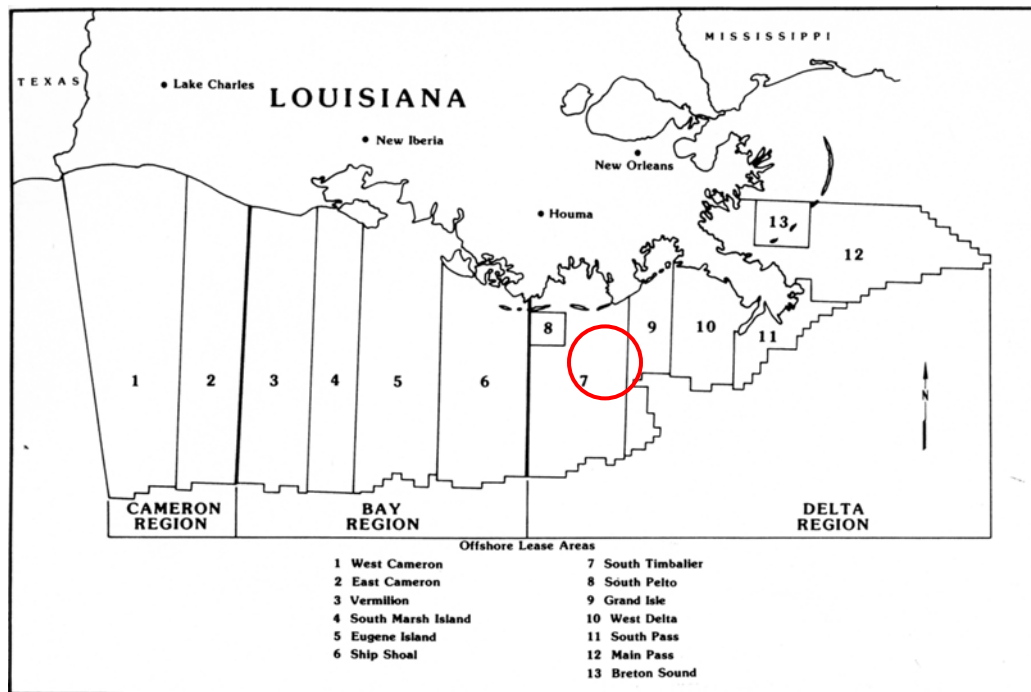 MISSISSIPPI
TEXAS
Lake Charles
LOUISIANA
New Iberia
New Orleans
Houma
13
12
8
9
10
11
1
2
3
4
5
6
7
N
CAMERON
REGION
BAY
REGION
DELTA
REGION
Offshore Lease Areas
1 West Cameron
2 East Cameron
3 Vermilion
4 South Marsh Island
5 Eugene Island
6 Ship Shoal
7 South Timbalier
8 South Pelto
9 Grand Isle
10 West Delta
11 South Pass
12 Main Pass
13 Breton Sound